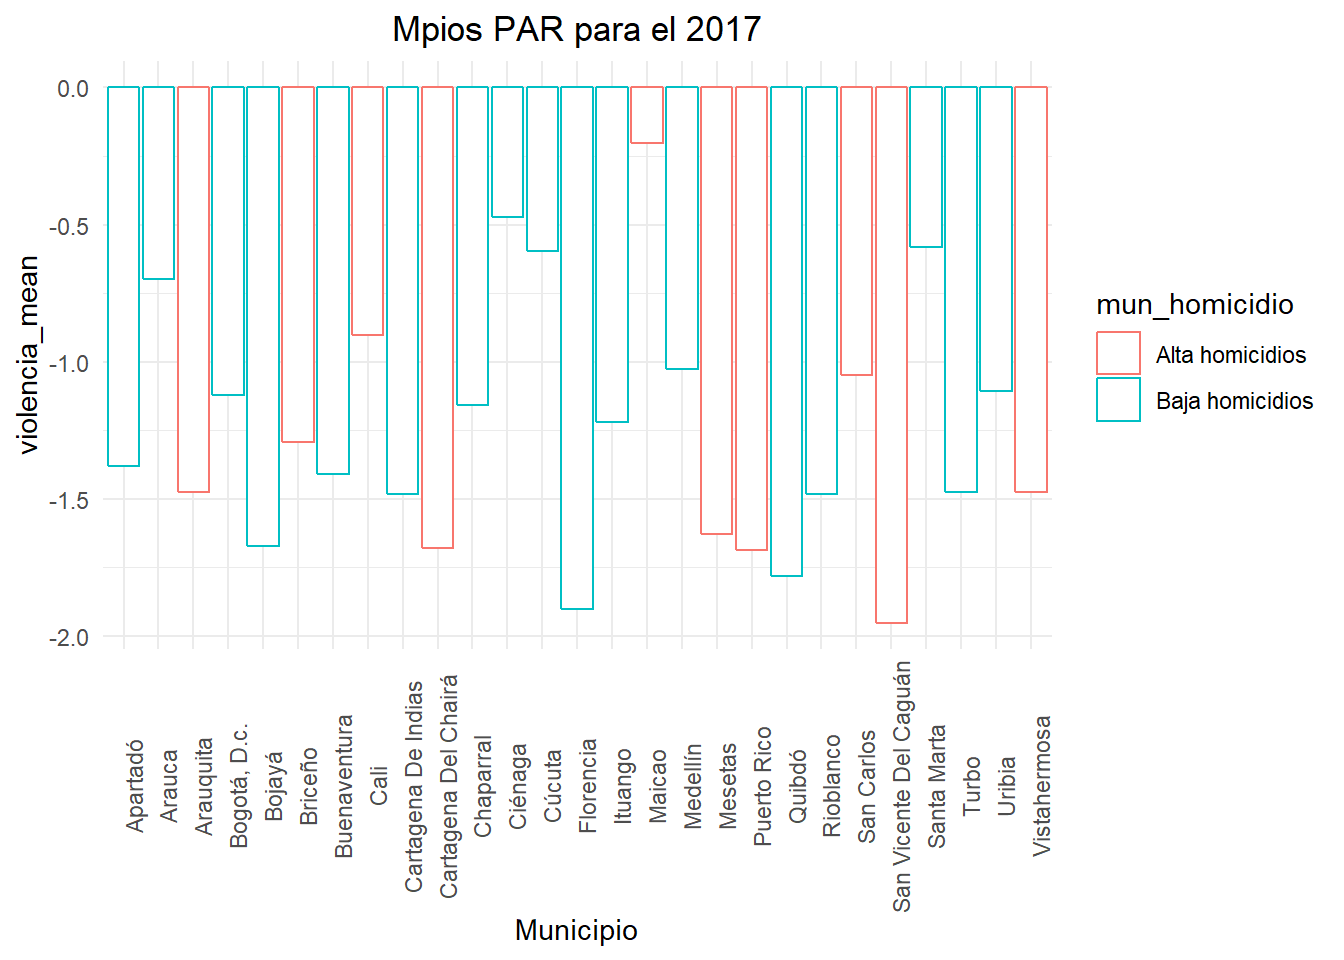 Mpios PAR para el 2017
violencia_mean
0.0
-0.5
-1.0
-1.5
-2.0
Apartadó
Arauca
Arauquita
Bogotá, D.c.
Bojayá
Briceño
Buenaventura
Cali
Cartagena De Indias
Cartagena Del Chairá
Chaparral
Ciénaga
Cúcuta
Florencia
Ituango
Maicao
Medellín
Mesetas
Puerto Rico
Quibdó
Rioblanco
San Carlos
San Vicente Del Caguán
Santa Marta
Turbo
Uribia
Vistahermosa
Municipio
mun_homicidio
Alta homicidios
Baja homicidios